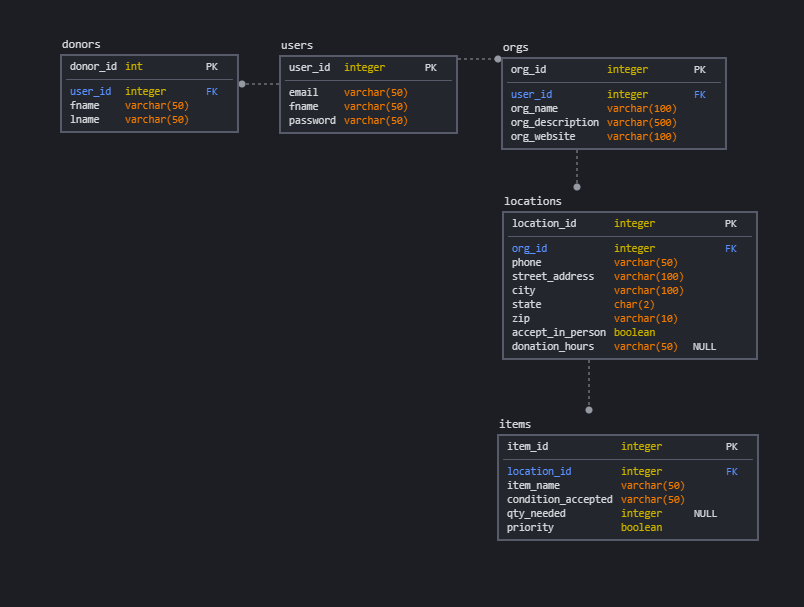 donors
donor_id int PK
user_id integer FK
fname varchar(50)
lname varchar(50)
users
user_id integer PK
email varchar(50)
fname varchar(50)
password varchar(50)
orgs
org_id integer PK
user_id integer FK
org_name varchar(100)
org_description varchar(500)
org_website varchar(100)
locations
location_id integer PK
org_id integer FK
phone varchar(50)
street_address varchar(100)
city varchar(100)
state char(2)
zip varchar(10)
accept_in_person boolean
donation_hours varchar(50) NULL
items
item_id integer PK
location_id integer FK
item_name varchar(50)
condition_accepted varchar(50)
qty_needed integer NULL
priority boolean